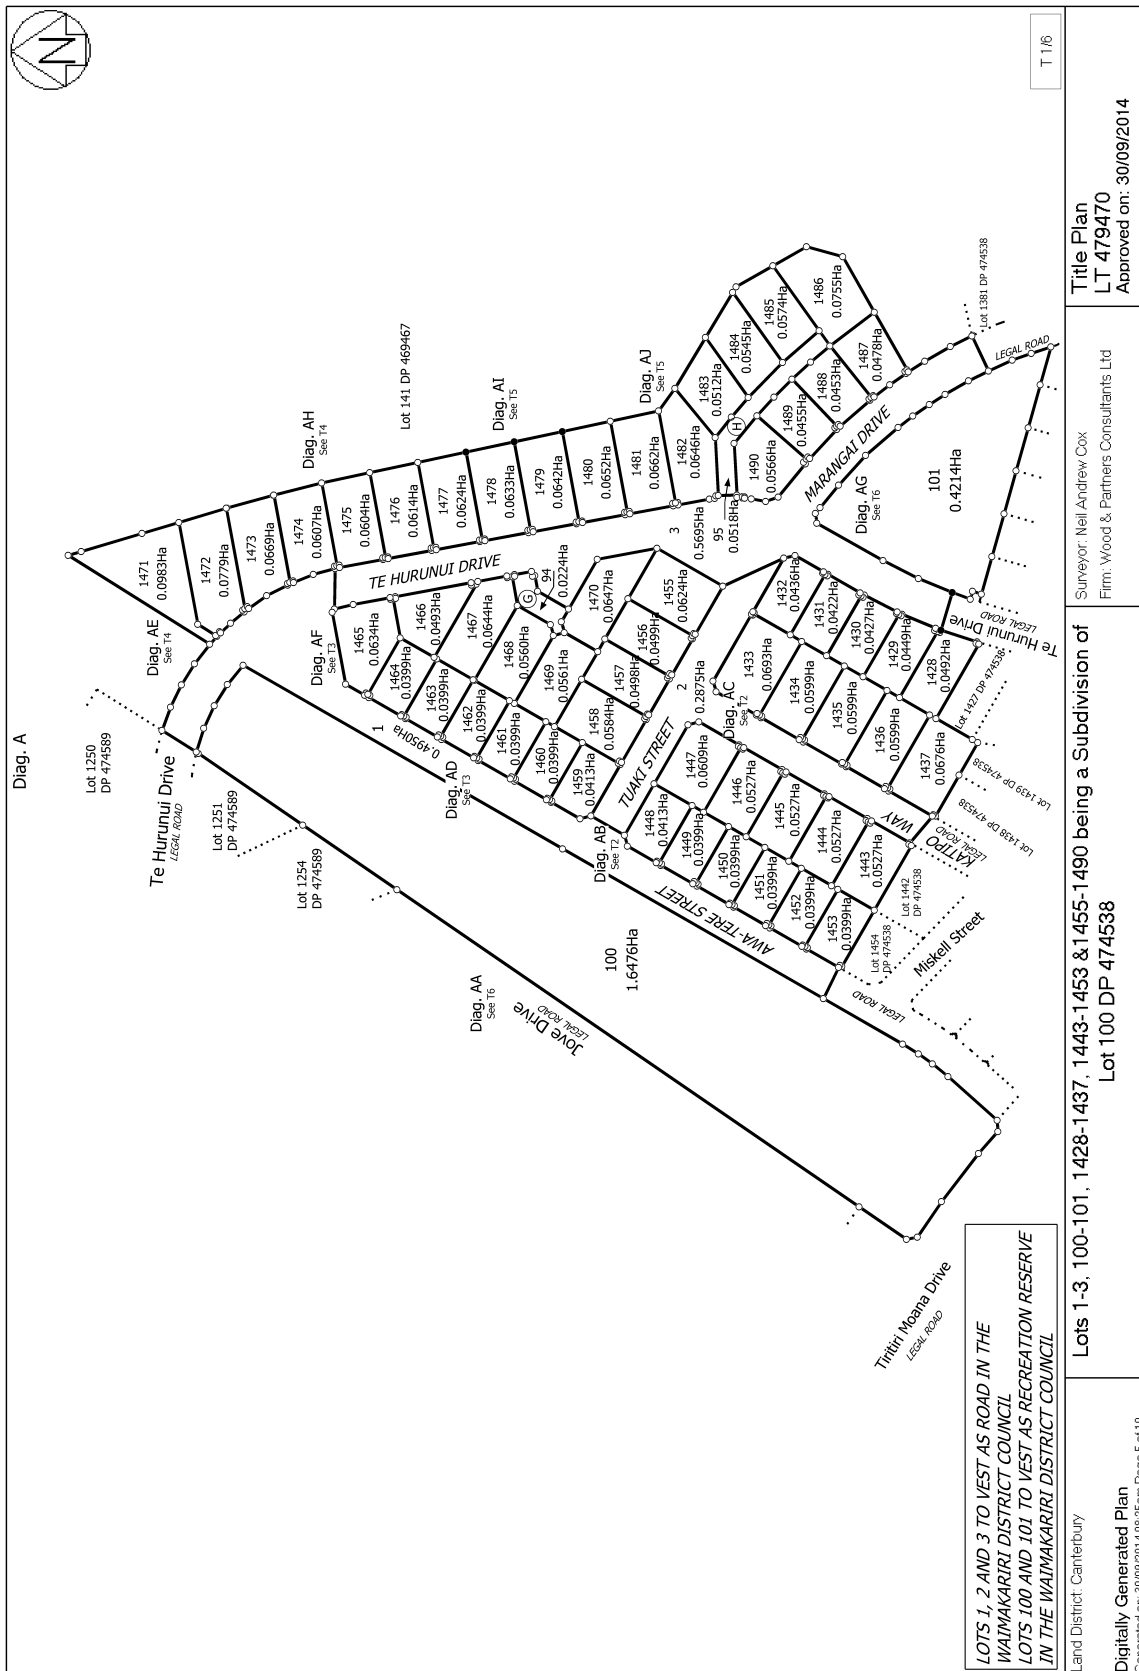 N
T 1/6
Diag. A
Lot 1250
DP 474589
Te Hurunui Drive
LEGAL ROAD
Lot 1251
DP 474589
Lot 1254
DP 474589
Diag. AE
See T4
Diag. AF
See T3
Diag. AH
See T4
Lot 141 DP 469467
Diag. AI
See T5
Diag. AJ
See T5
1471
0.0983Ha
1472
0.0779Ha
1473
0.0669Ha
1474
0.0607Ha
1475
0.0604Ha
1476
0.0614Ha
1477
0.0624Ha
1478
0.0633Ha
1479
0.0642Ha
1480
0.0652Ha
1481
0.0662Ha
1482
0.0646Ha
1483
0.0512Ha
1484
0.0545Ha
1485
0.0574Ha
1486
0.0755Ha
1487
0.0478Ha
1488
0.0453Ha
1489
0.0455Ha
1490
0.0566Ha
H
95
0.0518Ha
3
0.5695Ha
TE HURUNUI DRIVE
MARANGAI DRIVE
LEGAL ROAD
Lot 1381 DP 474538
Diag. AG
See T6
101
0.4214Ha
1465
0.0634Ha
1466
0.0493Ha
1464
0.0399Ha
1463
0.0399Ha
1467
0.0644Ha
1462
0.0399Ha
1468
0.0560Ha
G
94
0.0224Ha
1461
0.0399Ha
1469
0.0561Ha
1470
0.0647Ha
1460
0.0399Ha
1459
0.0413Ha
1458
0.0584Ha
1457
0.0498Ha
1456
0.0499Ha
1455
0.0624Ha
1
0.4950Ha
Diag. AD
See T3
Diag. AB
See T2
TUAKI STREET
2
0.2875Ha
Diag. AC
See T2
1432
0.0436Ha
1431
0.0422Ha
1430
0.0427Ha
1429
0.0449Ha
1428
0.0492Ha
1433
0.0693Ha
1434
0.0599Ha
1435
0.0599Ha
1436
0.0599Ha
1437
0.0676Ha
1447
0.0609Ha
1446
0.0527Ha
1445
0.0527Ha
1444
0.0527Ha
1443
0.0527Ha
1448
0.0413Ha
1449
0.0399Ha
1450
0.0399Ha
1451
0.0399Ha
1452
0.0399Ha
1453
0.0399Ha
KATIPO WAY
LEGAL ROAD
Te Hurunui Drive
LEGAL ROAD
Lot 1427 DP 474538
Lot 1439 DP 474538
Lot 1438 DP 474538
Lot 1442
DP 474538
Lot 1454
DP 474538
Miskell Street
LEGAL ROAD
AWA-TERE STREET
100
1.6476Ha
Diag. AA
See T6
Jove Drive
LEGAL ROAD
Tiritiri Moana Drive
LEGAL ROAD
LOTS 1, 2 AND 3 TO VEST AS ROAD IN THE
WAIMAKARIRI DISTRICT COUNCIL
LOTS 100 AND 101 TO VEST AS RECREATION RESERVE
IN THE WAIMAKARIRI DISTRICT COUNCIL
Land District: Canterbury
Digitally Generated Plan
Generated on: 30/09/2014 08:35am Page 5 of 10
Lots 1-3, 100-101, 1428-1437, 1443-1453 &1455-1490 being a Subdivision of
Lot 100 DP 474538
Surveyor: Neil Andrew Cox
Firm: Wood & Partners Consultants Ltd
Title Plan
LT 479470
Approved on: 30/09/2014